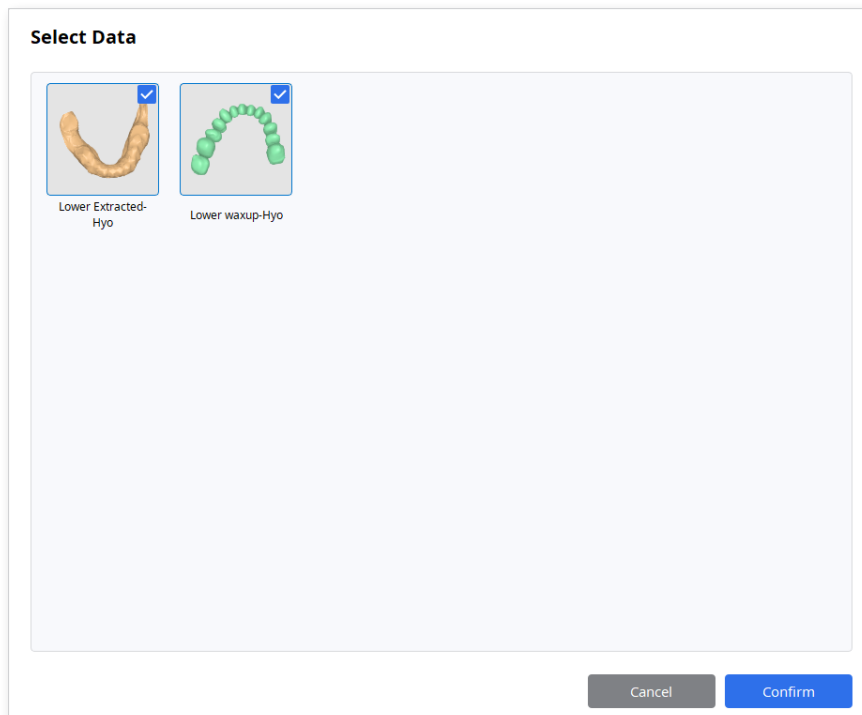 Select Data
Lower Extracted-
Hyo
Lower waxup-Hyo
Cancel
Confirm